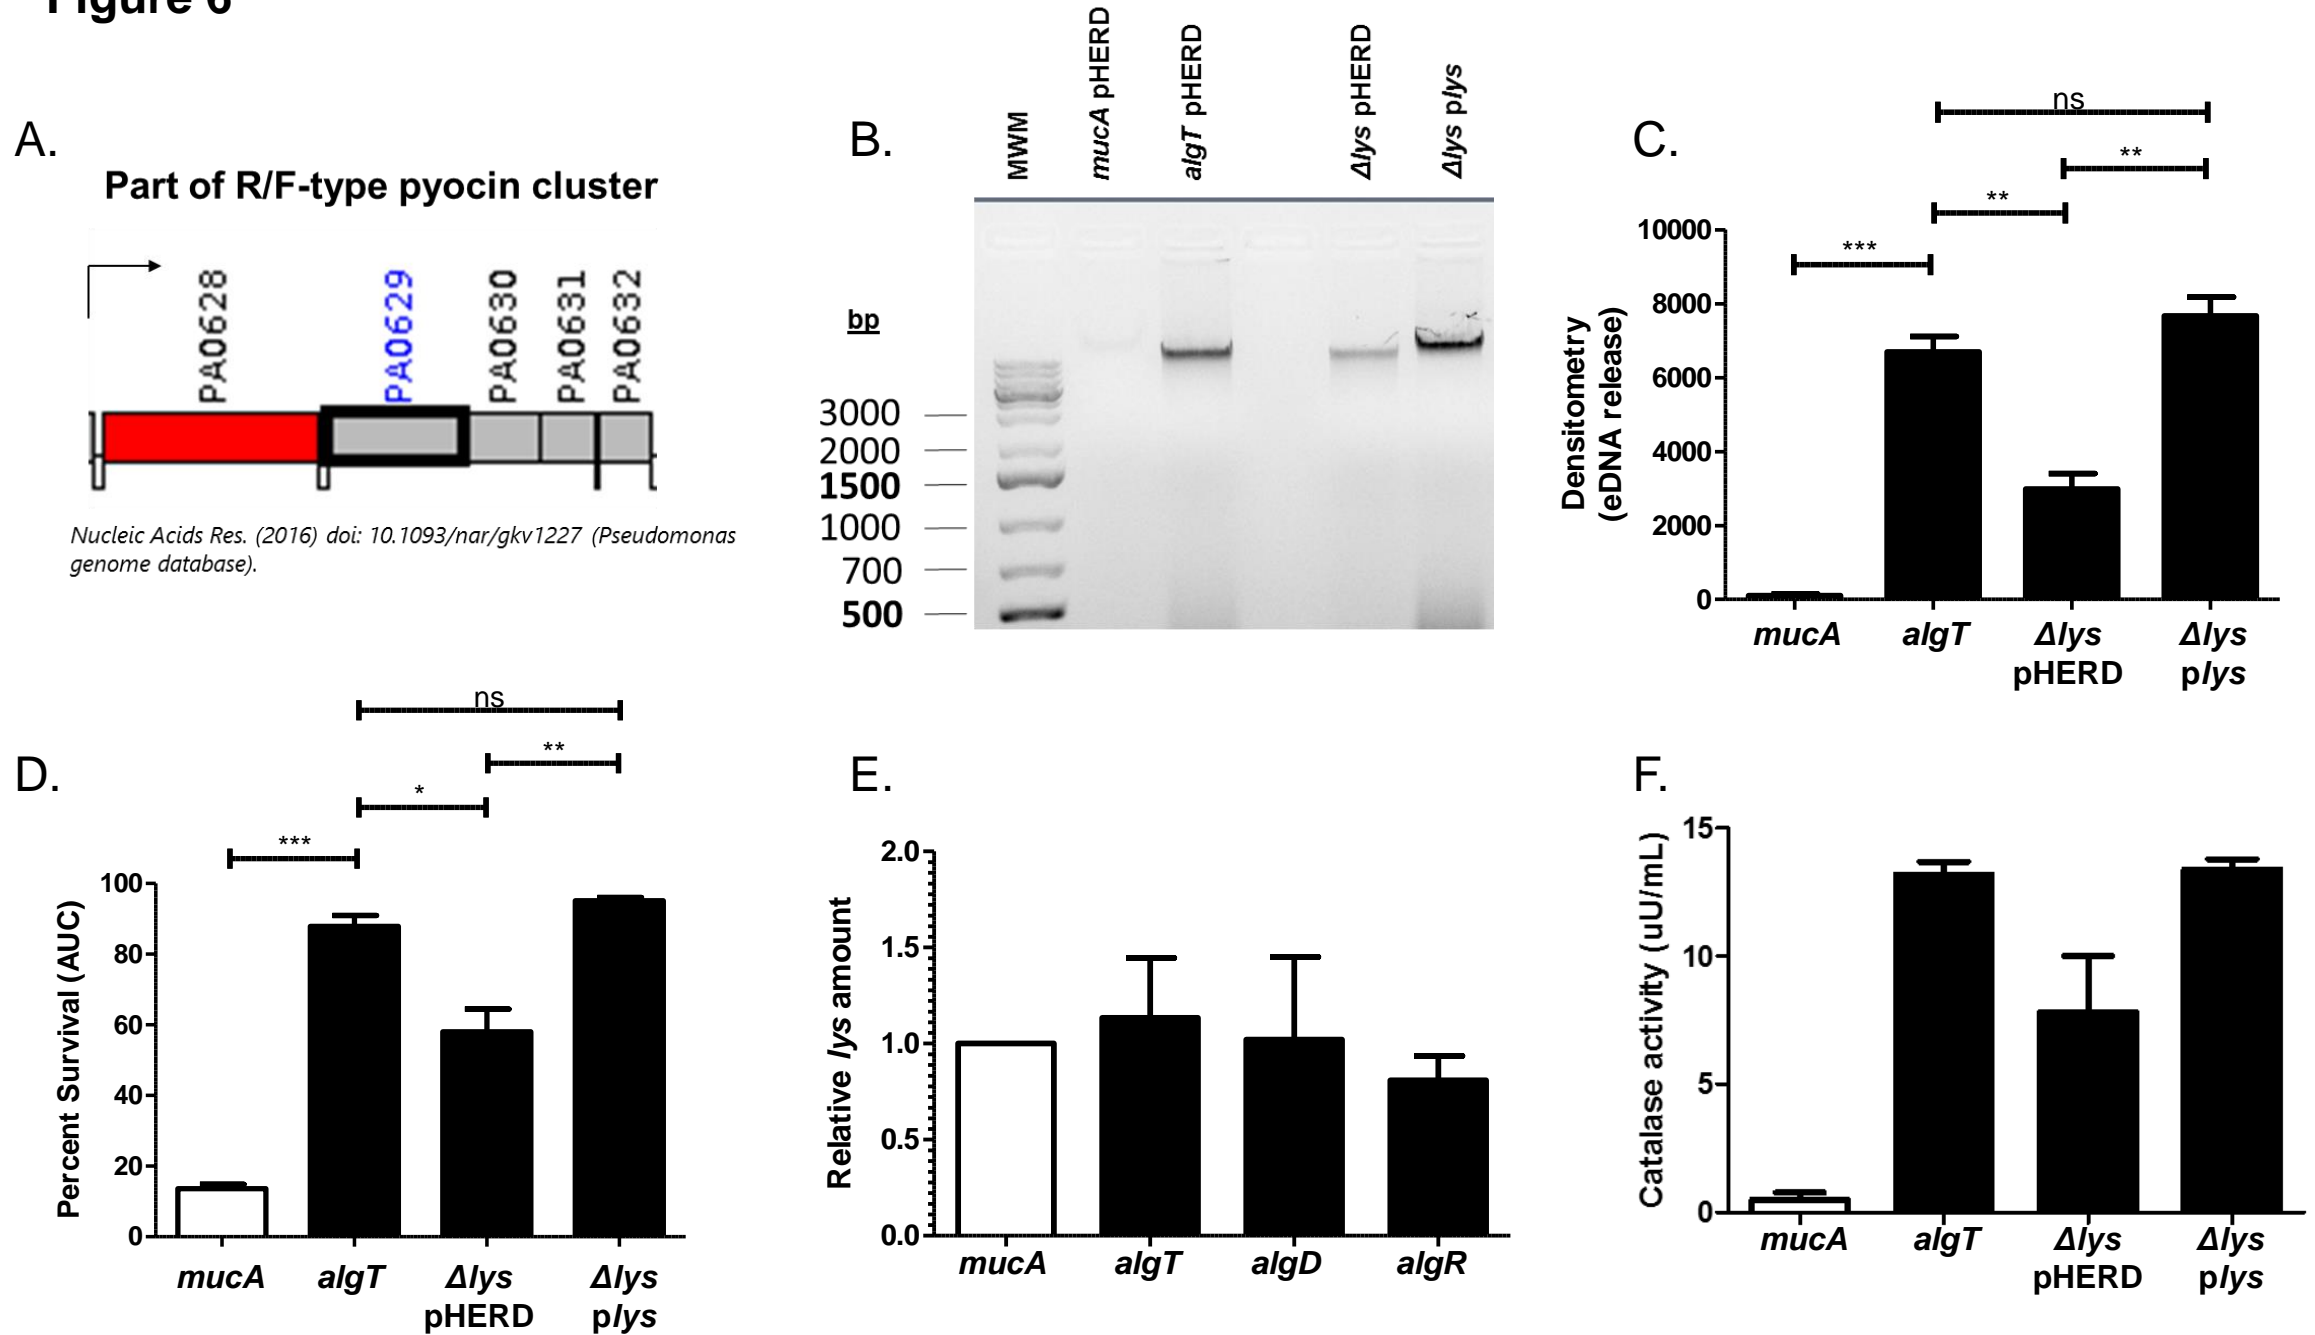 Figure 6
A.
Part of R/F-type pyocin cluster
PA0628
PA0629
PA0630
PA0631
PA0632
Nucleic Acids Res. (2016) doi: 10.1093/nar/gkv1227 (Pseudomonas
genome database).
B.
MWM
mucA pHERD
algT pHERD
Δlys pHERD
Δlys plys
bp
3000
2000
1500
1000
700
500
C.
ns
**
**
***
Densitometry
(eDNA release)
10000
8000
6000
4000
2000
0
mucA
algT
Δlys
pHERD
Δlys
plys
D.
ns
**
*
***
Percent Survival (AUC)
100
80
60
40
20
0
mucA
algT
Δlys
pHERD
Δlys
plys
E.
Relative lys amount
2.0
1.5
1.0
0.5
0.0
mucA
algT
algD
algR
F.
Catalase activity (uU/mL)
15
10
5
0
mucA
algT
Δlys
pHERD
Δlys
plys